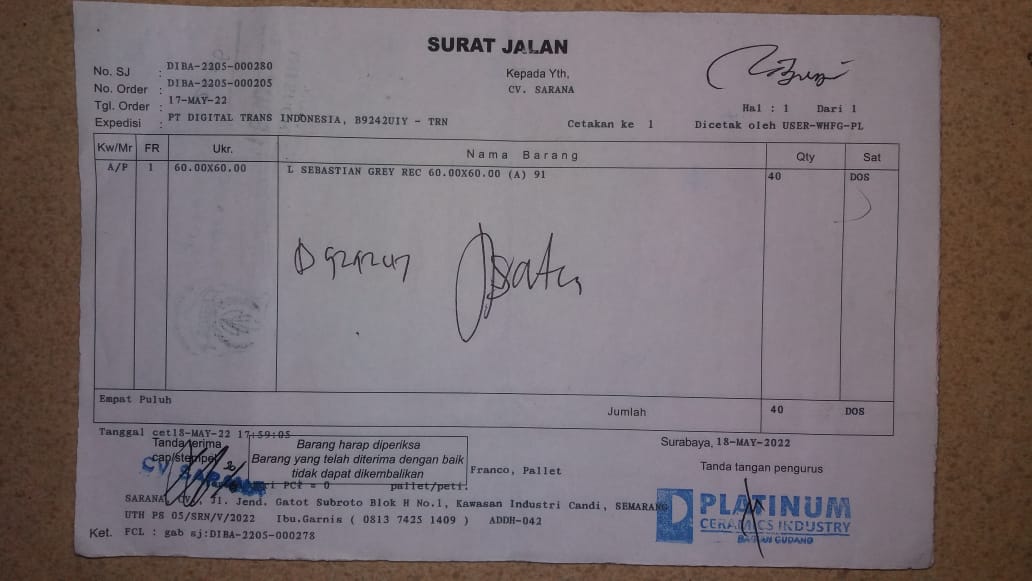 SURAT JALAN
No. SJ : DIBA-2205-000280
No. Order : DIBA-2205-000205
Tgl. Order : 17-MAY-22
Expedisi : PT DIGITAL TRANS INDONESIA, B9242UIY - TRN
Kepada Yth,
CV. SARANA
Hal : 1 Dari 1
Cetakan ke 1 Dicetak oleh USER-WHFG-PL
Kw/Mr FR Ukr. Nama Barang Qty Sat
A/P 1 60.00X60.00 L SEBASTIAN GREY REC 60.00X60.00 (A) 91 40 DOS
Empat Puluh
Jumlah 40 DOS
Tanggal cet18-MAY-22 17:59:05
Surabaya, 18-MAY-2022
Tanda terima
cap/stempel
CV SARANA
Barang harap diperiksa
Barang yang telah diterima dengan baik
tidak dapat dikembalikan
Franco, Pallet
Tanda tangan pengurus
PCt = 0 pallet/peti.
SARANA CV., Jl. Jend. Gatot Subroto Blok H No.1, Kawasan Industri Candi, SEMARANG
UTH PS 05/SRN/V/2022 Ibu.Garnis ( 0813 7425 1409 ) ADDH-042
Ket. FCL : gab sj:DIBA-2205-000278
PLATINUM
CERAMICS INDUSTRY
BAGIAN GUDANG